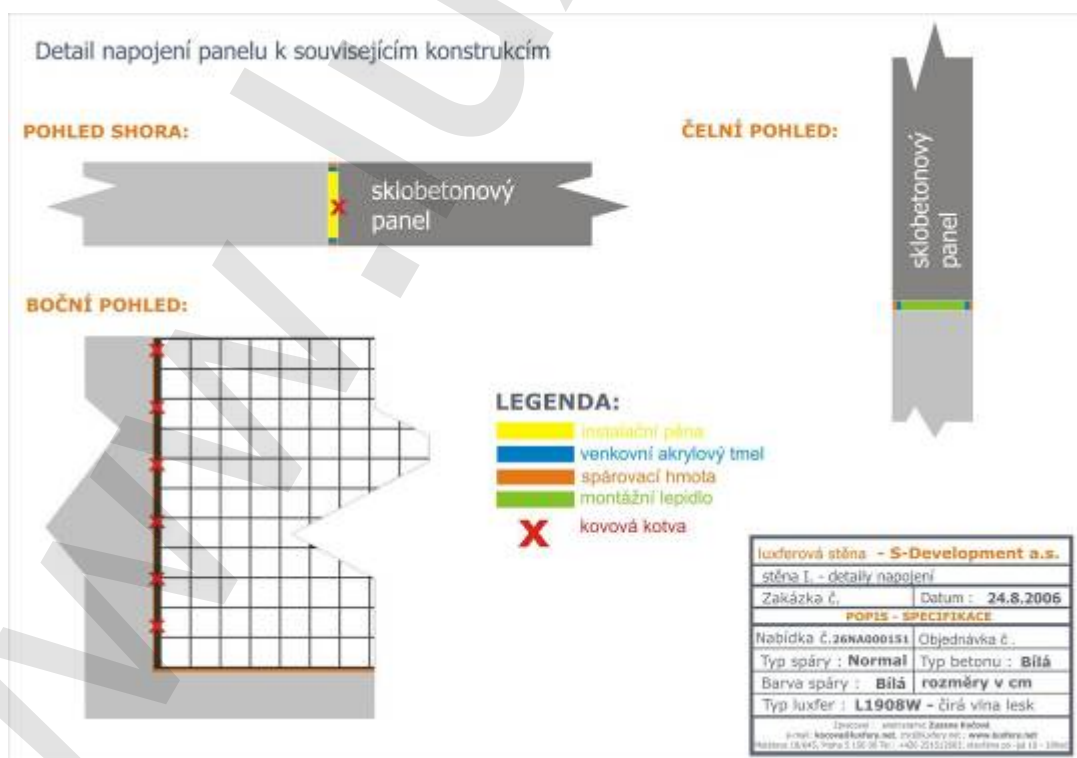 Detail napojení panelu k souvisejícím konstrukcím
POHLED SHORA:
sklobetonový
panel
ČELNÍ POHLED:
sklobetonový
panel
BOČNÍ POHLED:
LEGENDA:
instalační pěna
venkovní akrylový tmel
spárovací hmota
montážní lepidlo
X kovová kotva
luxferová stěna - S-Development a.s.
stěna I. - detaily napojení
Zakázka č. Datum : 24.8.2006
POPIS - SPECIFIKACE
Nabídka č.26NA000151 Objednávka č.
Typ spáry : Normal Typ betonu : Bílá
Barva spáry : Bílá rozměry v cm
Typ luxfer : L1908W - čirá vlna lesk
www.luxfery.net